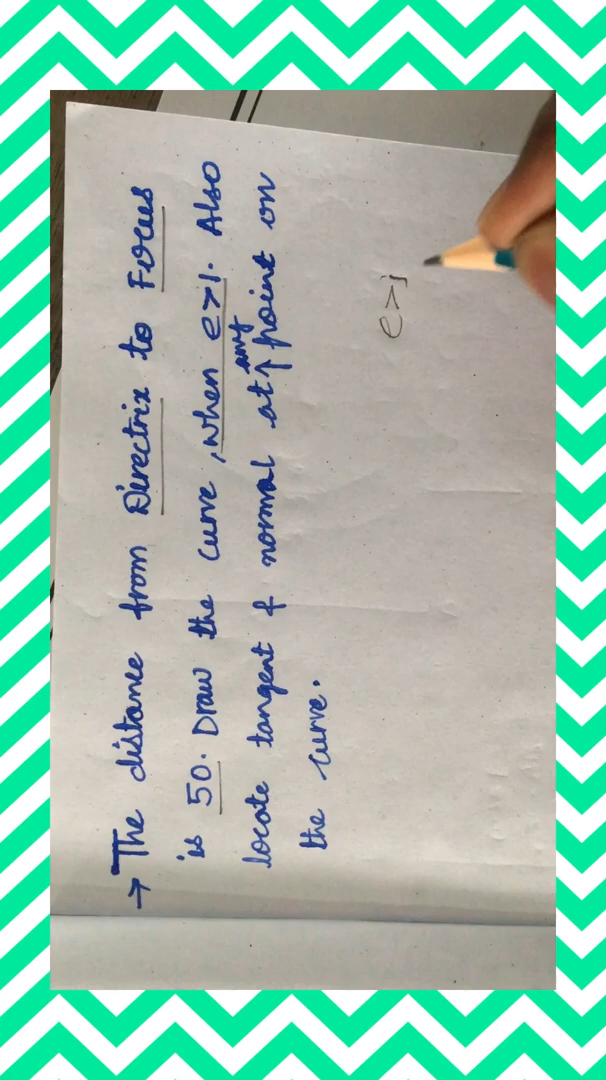 → The distance from Directrix to Focus
is 50. Draw the curve, when e>1. Also
locate tangent & normal at ↑ any point on
the curve.
e>1